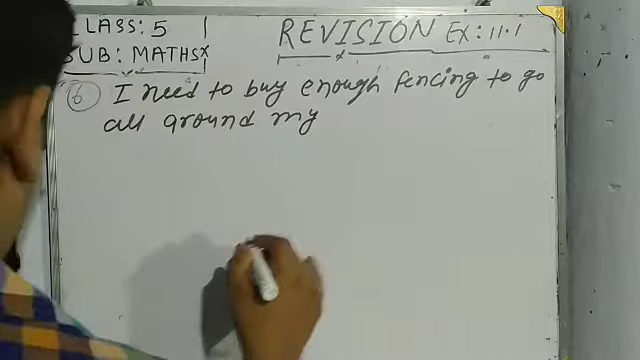 CLASS: 5
SUB: MATHS
REVISION EX: 11.1
6 I need to buy enough fencing to go
all around my